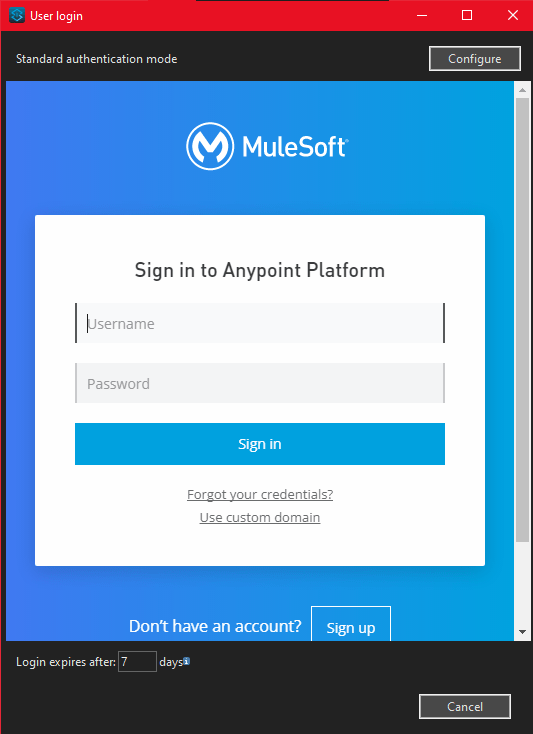 User login
Standard authentication mode
Configure
MuleSoft®
Sign in to Anypoint Platform
Username
Password
Sign in
Forgot your credentials?
Use custom domain
Don't have an account? Sign up
Login expires after: 7 days
Cancel